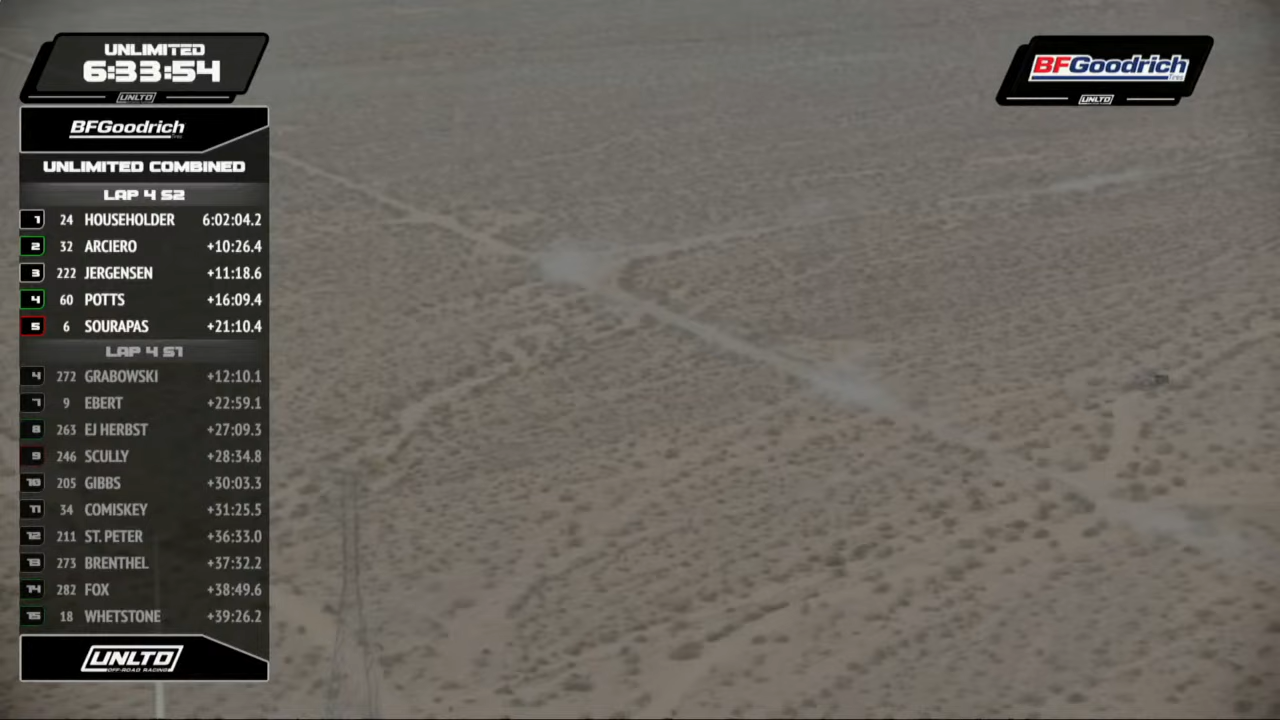 UNLIMITED
6:33:54
UNLTD
BFGoodrich
UNLIMITED COMBINED
LAP 4 S2
1 24 HOUSEHOLDER 6:02:04.2
2 32 ARCIERO +10:26.4
3 222 JERGENSEN +11:18.6
4 60 POTTS +16:09.4
5 6 SOURAPAS +21:10.4
LAP 4 S1
4 272 GRABOWSKI +12:10.1
7 9 EBERT +22:59.1
8 263 EJ HERBST +27:09.3
9 246 SCULLY +28:34.8
10 205 GIBBS +30:03.3
11 34 COMISKEY +31:25.5
12 211 ST. PETER +36:33.0
13 273 BRENTHEL +37:32.2
14 282 FOX +38:49.6
15 18 WHETSTONE +39:26.2
UNLTD
OFF-ROAD RACING
BFGoodrich
Tires
UNLTD